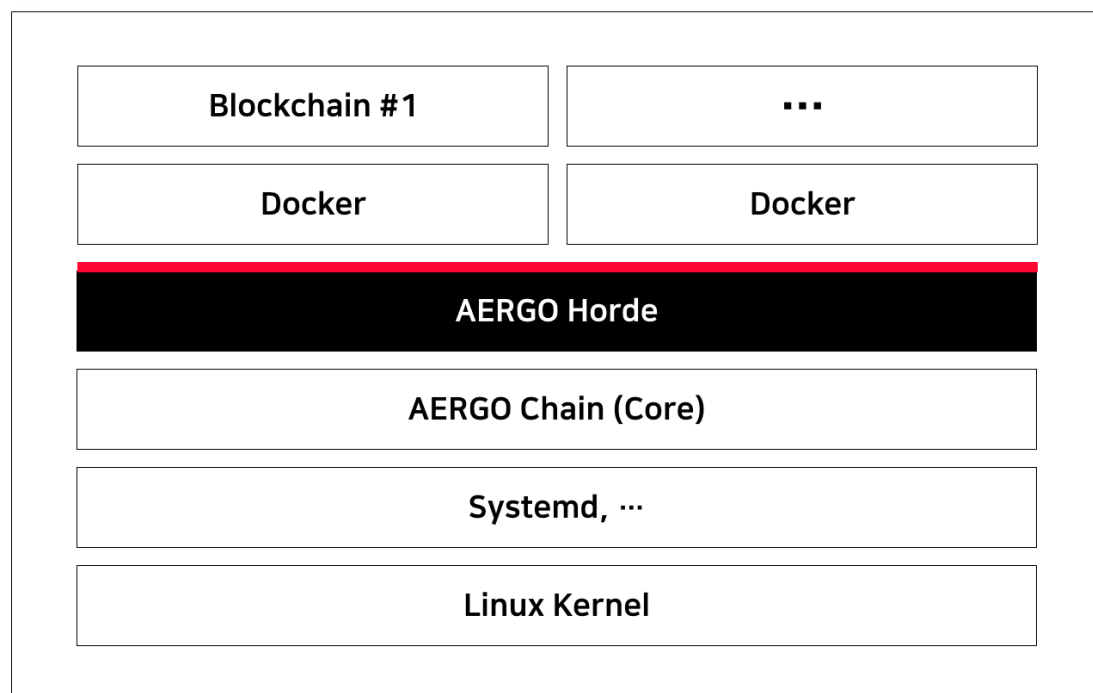 Blockchain #1
...
Docker
Docker
AERGO Horde
AERGO Chain (Core)
Systemd, ···
Linux Kernel